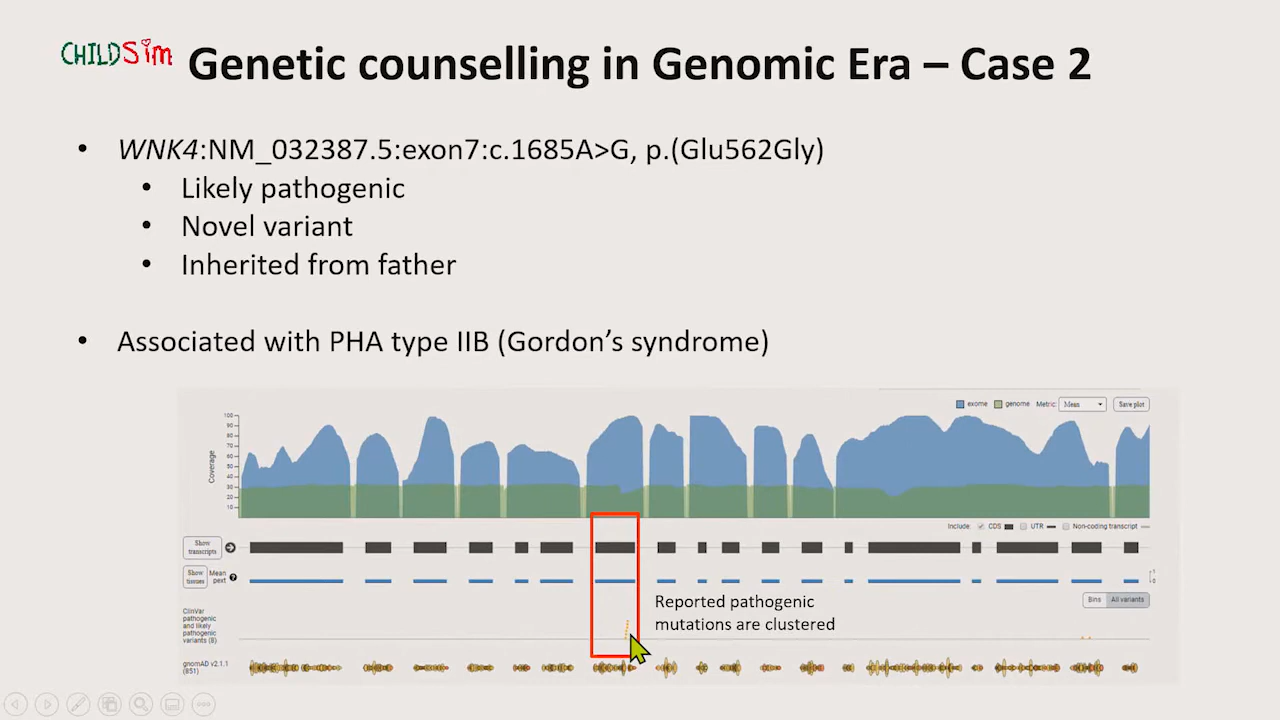 CHILDSim
Genetic counselling in Genomic Era – Case 2
• WNK4:NM_032387.5:exon7:c.1685A>G, p.(Glu562Gly)
• Likely pathogenic
• Novel variant
• Inherited from father
• Associated with PHA type IIB (Gordon’s syndrome)
exome genome Metric: Mean Save plot
Coverage
100
90
80
70
60
50
40
30
20
10
Include: CDS UTR Non-coding transcript
Show transcripts
Show tissues
Mean pext ?
1
0
Reported pathogenic
mutations are clustered
Bins All variants
ClinVar
pathogenic
and likely
pathogenic
variants (8)
gnomAD v2.1.1
(851)